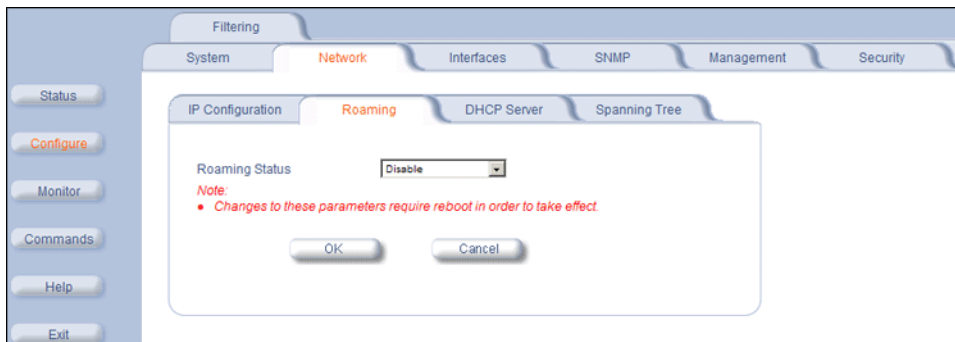 Filtering
System Network Interfaces SNMP Management Security
Status
IP Configuration Roaming DHCP Server Spanning Tree
Configure
Roaming Status Disable
Note:
Monitor
• Changes to these parameters require reboot in order to take effect.
Commands
OK Cancel
Help
Exit